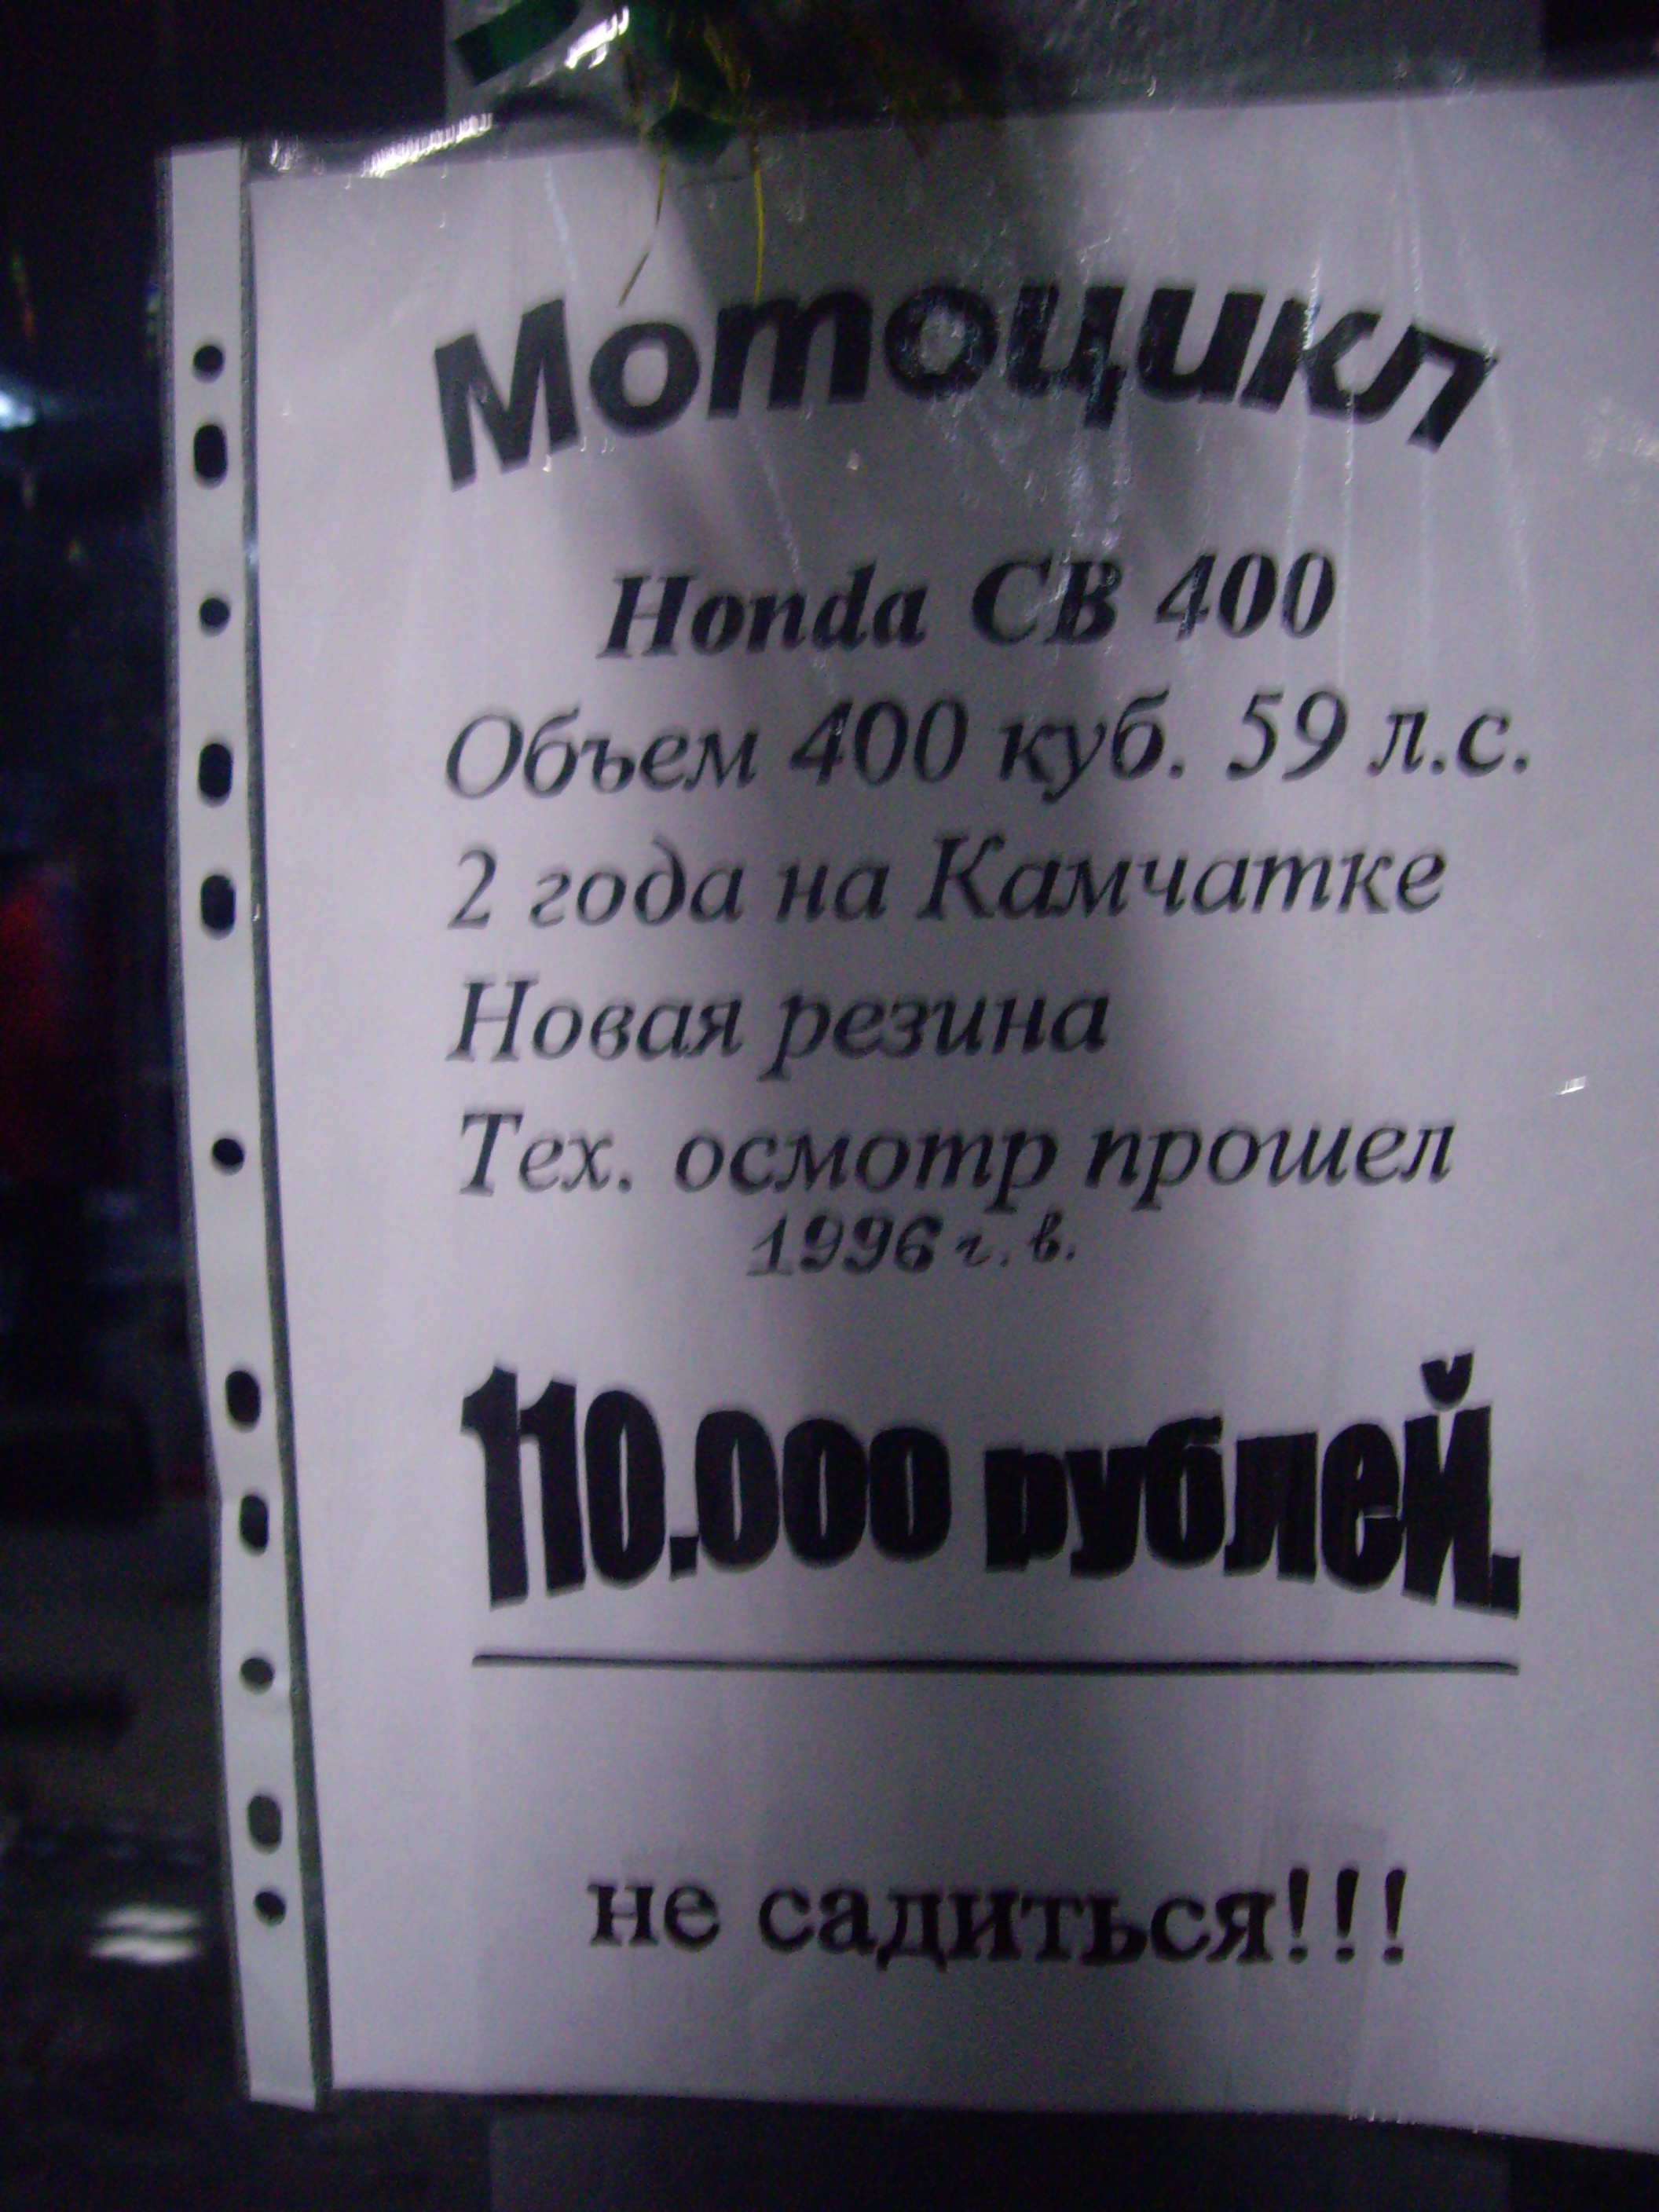 Мотоцикл
Honda CB 400
Объем 400 куб. 59 л.с.
2 года на Камчатке
Новая резина
Тех. осмотр прошел
1996 г. в.
110.000 рублей.
не садиться!!!